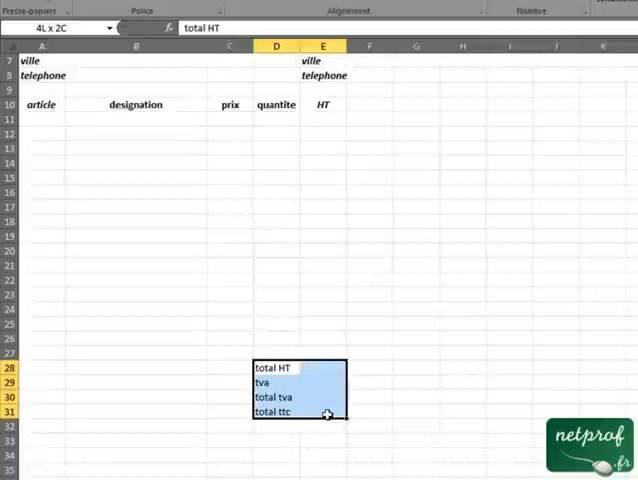 Presse-papiers Police Alignement Nombre
4L x 2C fx total HT
A B C D E F G H I J K
7 ville ville
8 telephone telephone
9
10 article designation prix quantite HT
11
12
13
14
15
16
17
18
19
20
21
22
23
24
25
26
27
28 total HT
29 tva
30 total tva
31 total ttc
32
33
34
35
netprof
.fr